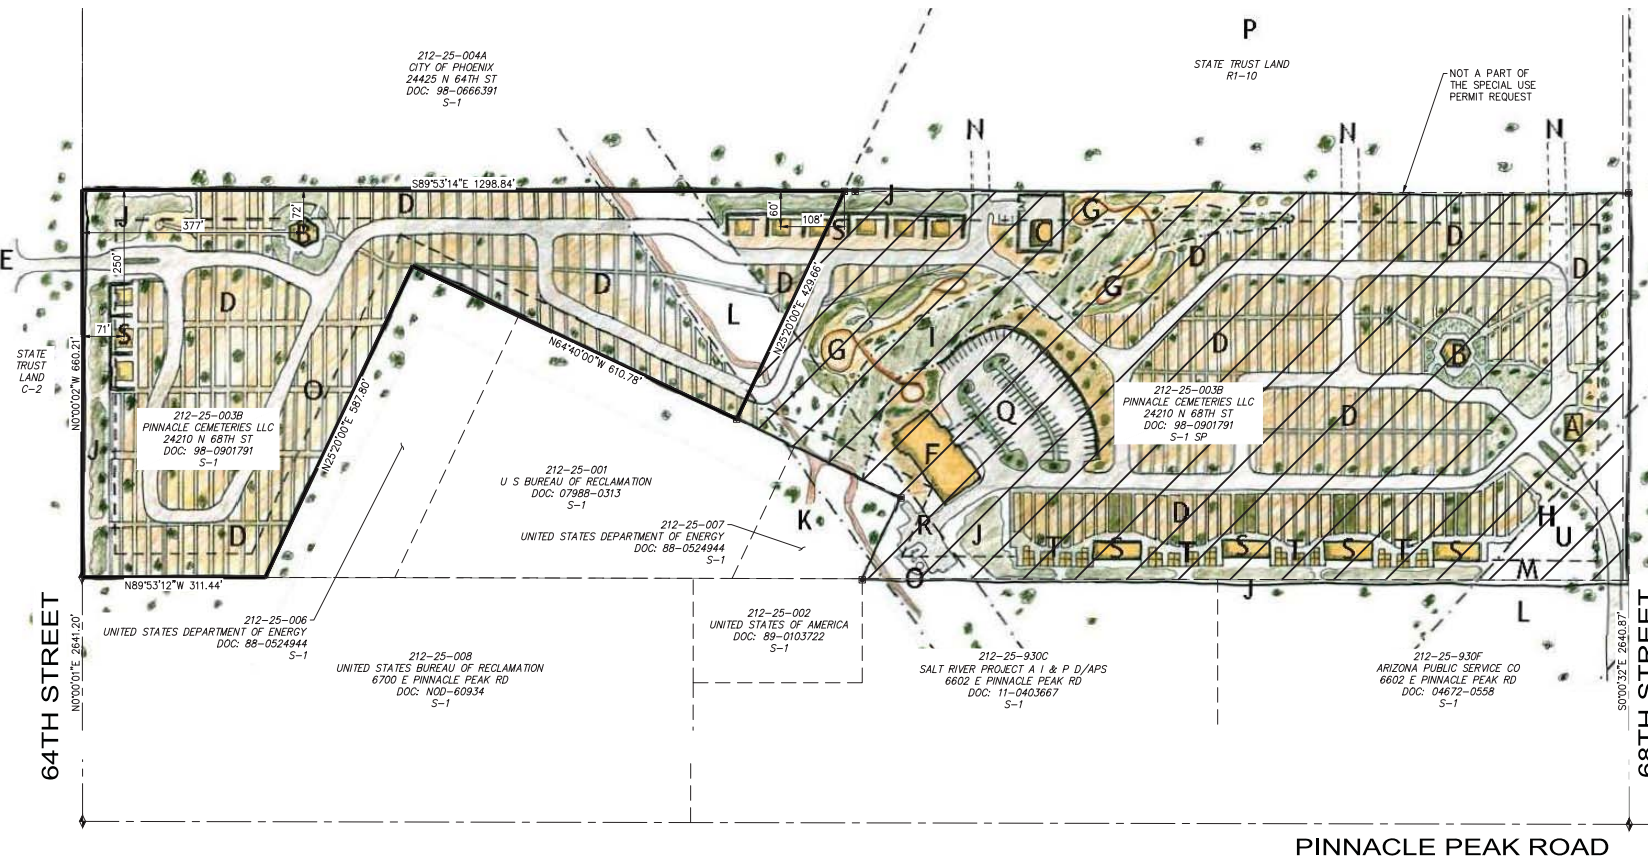 P
212-25-004A
CITY OF PHOENIX
24425 N 64TH ST
DOC: 98-0666391
S-1
STATE TRUST LAND
R1-10
NOT A PART OF
THE SPECIAL USE
PERMIT REQUEST
N
N
N
S89°53'14"E 1298.84'
J
D
J
377'
72'
B
60'
108'
S
C
G
D
D
D
E
250'
D
D
D
G
L
I
N25°20'00"E 429.66'
71'
S
G
D
B
STATE
TRUST
LAND
C-2
N0°00'02"W 660.21'
N64°40'00"W 610.78'
O
N25°20'00"E 587.80'
212-25-003B
PINNACLE CEMETERIES LLC
24210 N 68TH ST
DOC: 98-0901791
S-1
212-25-003B
PINNACLE CEMETERIES LLC
24210 N 68TH ST
DOC: 98-0901791
S-1 SP
Q
D
A
F
J
212-25-001
U S BUREAU OF RECLAMATION
DOC: 07988-0313
S-1
212-25-007
UNITED STATES DEPARTMENT OF ENERGY
DOC: 88-0524944
S-1
K
R
J
D
H
U
D
T
S
T
S
T
S
T
S
O
M
J
L
N89°53'12"W 311.44'
212-25-006
UNITED STATES DEPARTMENT OF ENERGY
DOC: 88-0524944
S-1
212-25-002
UNITED STATES OF AMERICA
DOC: 89-0103722
S-1
212-25-008
UNITED STATES BUREAU OF RECLAMATION
6700 E PINNACLE PEAK RD
DOC: NOD-60934
S-1
212-25-930C
SALT RIVER PROJECT A I & P D/APS
6602 E PINNACLE PEAK RD
DOC: 11-0403667
S-1
212-25-930F
ARIZONA PUBLIC SERVICE CO
6602 E PINNACLE PEAK RD
DOC: 04672-0558
S-1
64TH STREET
N0°00'01"E 2641.20'
S0°00'32"E 2640.87'
68TH STREET
PINNACLE PEAK ROAD